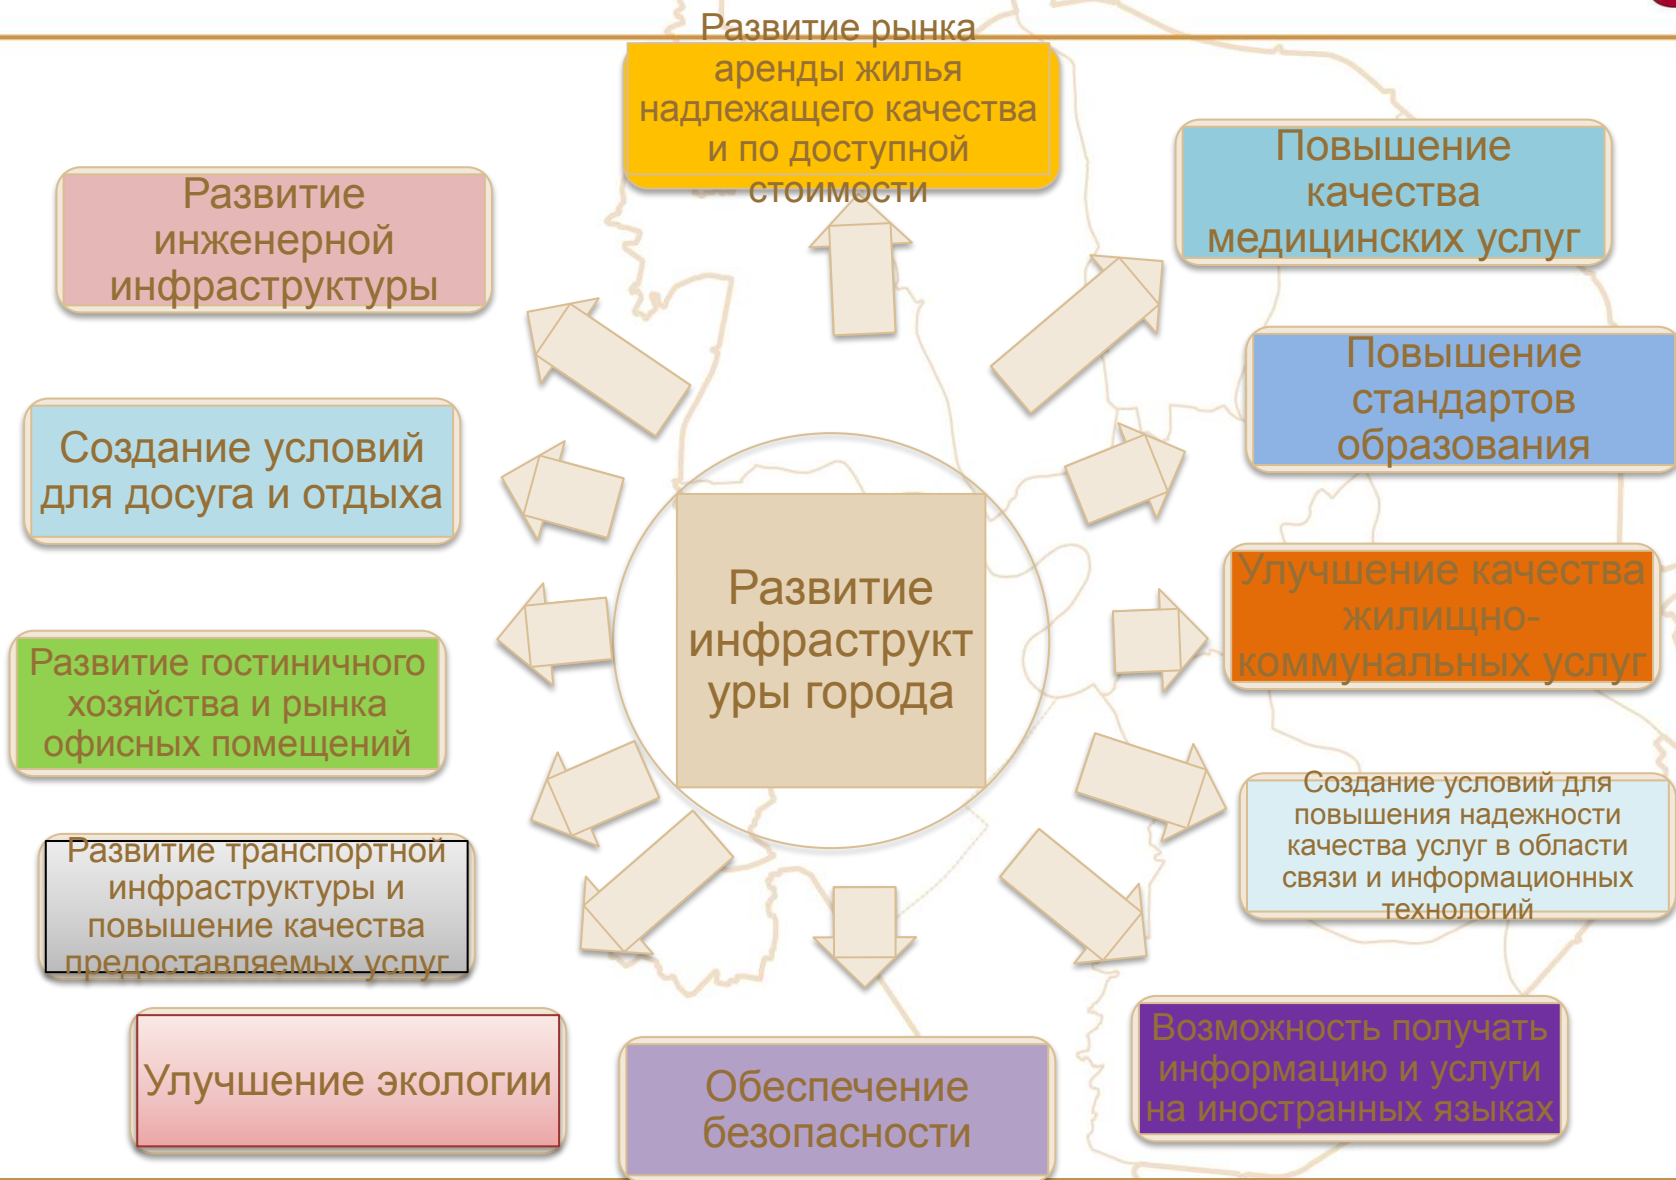 Развитие рынка
аренды жилья
надлежащего качества
и по доступной
стоимости
Повышение
качества
медицинских услуг
Развитие
инженерной
инфраструктуры
Повышение
стандартов
образования
Создание условий
для досуга и отдыха
Развитие
инфраструкт
уры города
Улучшение качества
жилищно-
коммунальных услуг
Развитие гостиничного
хозяйства и рынка
офисных помещений
Создание условий для
повышения надежности
качества услуг в области
связи и информационных
технологий
Развитие транспортной
инфраструктуры и
повышение качества
предоставляемых услуг
Возможность получать
информацию и услуги
на иностранных языках
Улучшение экологии
Обеспечение
безопасности